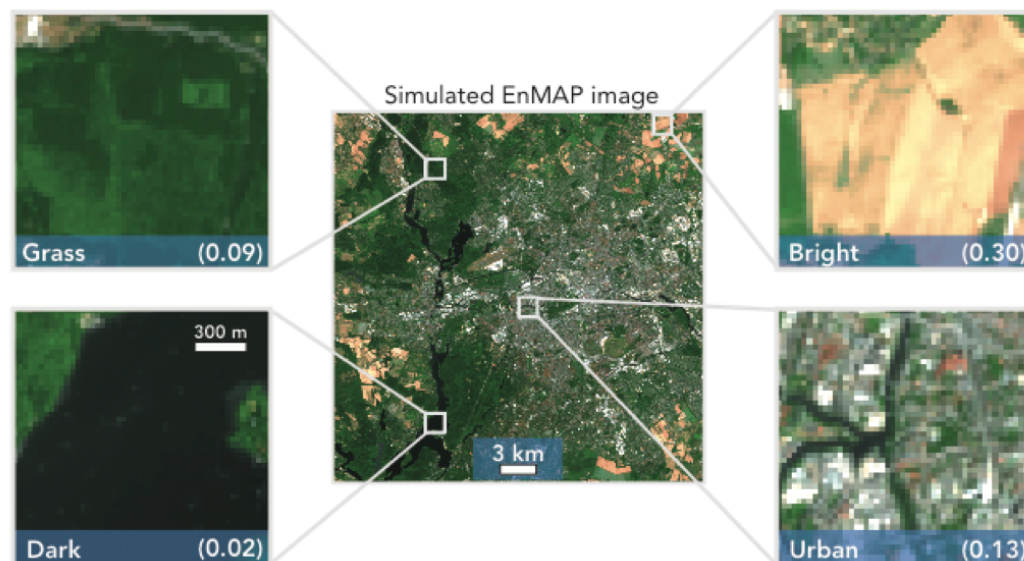 Simulated EnMAP image
Grass (0.09)
Bright (0.30)
300 m
3 km
Dark (0.02)
Urban (0.13)